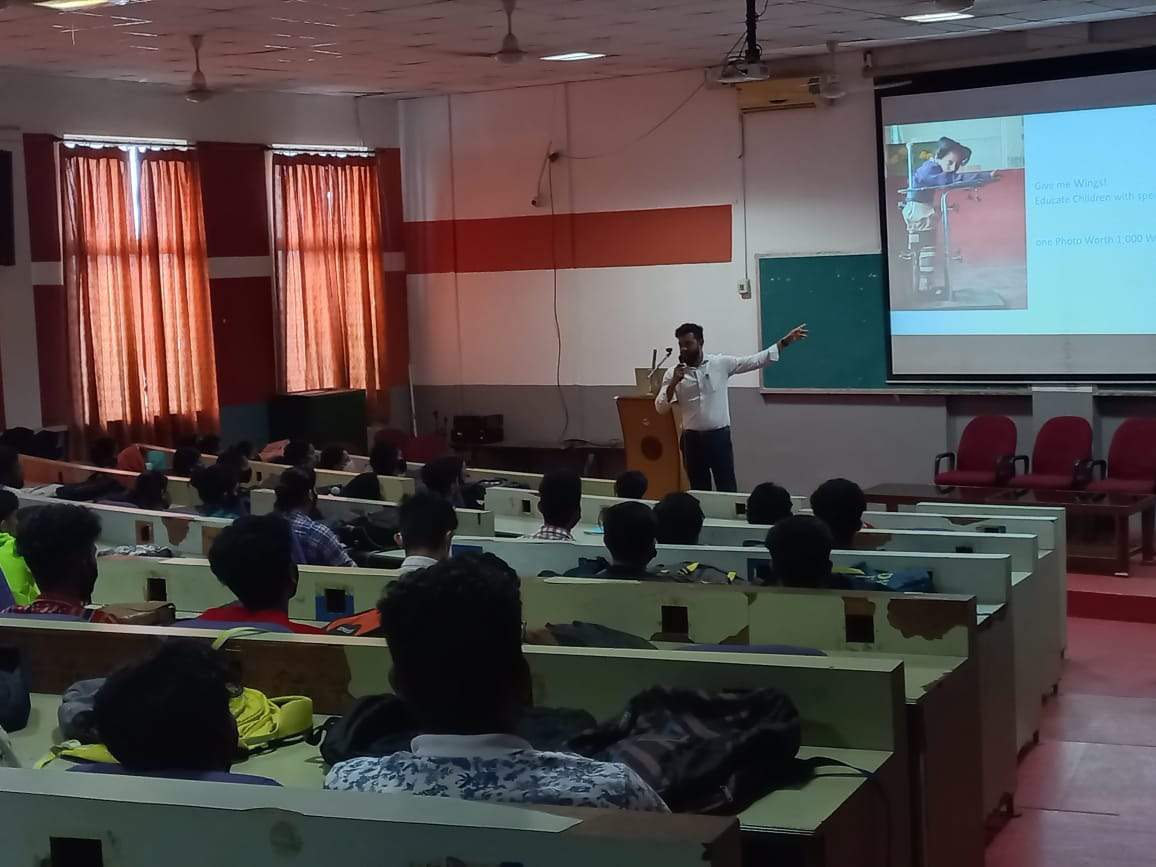 Give me Wings!
Educate Children with spe
one Photo Worth 1,000 W